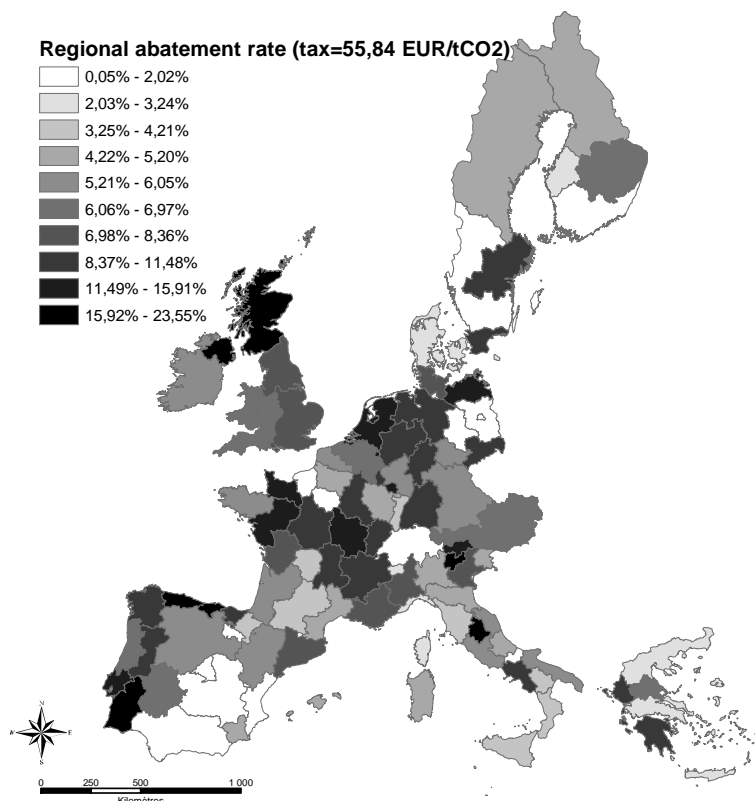 Regional abatement rate (tax=55,84 EUR/tCO2)
0,05% - 2,02%
2,03% - 3,24%
3,25% - 4,21%
4,22% - 5,20%
5,21% - 6,05%
6,06% - 6,97%
6,98% - 8,36%
8,37% - 11,48%
11,49% - 15,91%
15,92% - 23,55%
N
W E
S
0 250 500 1 000
Kilomètres